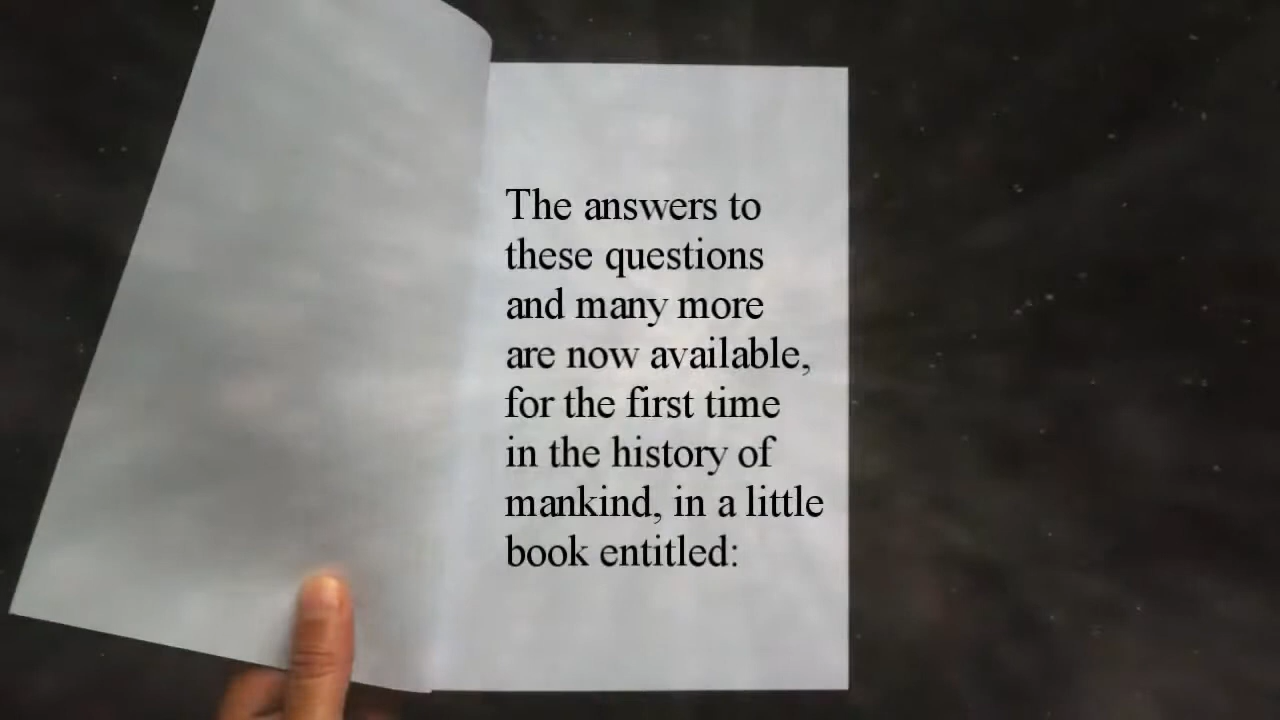 The answers to
these questions
and many more
are now available,
for the first time
in the history of
mankind, in a little
book entitled: